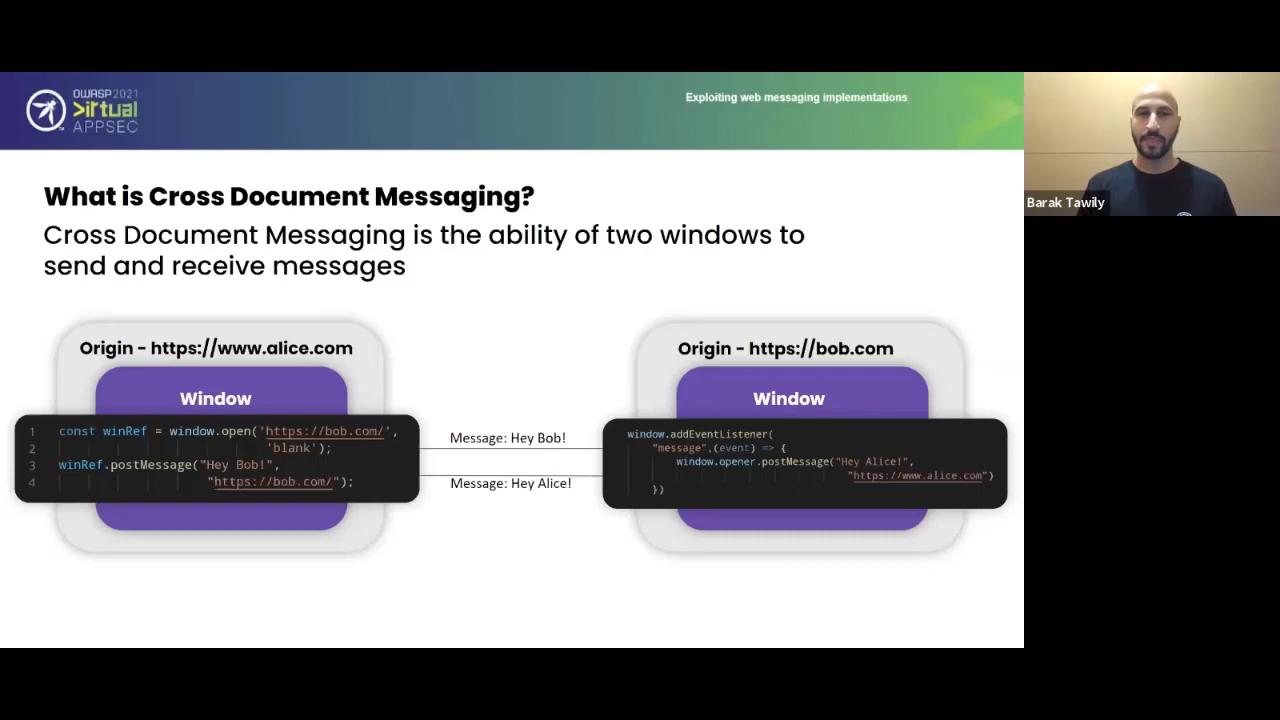 OWASP 2021
Virtual
APPSEC
Exploiting web messaging implementations
Barak Tawily
What is Cross Document Messaging?
Cross Document Messaging is the ability of two windows to
send and receive messages
Origin - https://www.alice.com
Window
1 const winRef = window.open('https://bob.com/',
2 'blank');
3 winRef.postMessage("Hey Bob!",
4 "https://bob.com/");
Message: Hey Bob!
Message: Hey Alice!
Origin - https://bob.com
Window
window.addEventListener(
"message",(event) => {
window.opener.postMessage("Hey Alice!",
"https://www.alice.com")
})